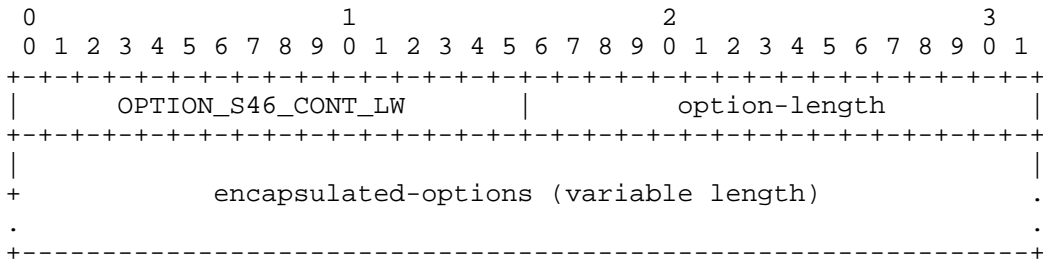 0                   1                   2                   3
 0 1 2 3 4 5 6 7 8 9 0 1 2 3 4 5 6 7 8 9 0 1 2 3 4 5 6 7 8 9 0 1
+-+-+-+-+-+-+-+-+-+-+-+-+-+-+-+-+-+-+-+-+-+-+-+-+-+-+-+-+-+-+-+-+
|      OPTION_S46_CONT_LW       |         option-length         |
+-+-+-+-+-+-+-+-+-+-+-+-+-+-+-+-+-+-+-+-+-+-+-+-+-+-+-+-+-+-+-+-+
|                                                               |
+            encapsulated-options (variable length)             .
.                                                               .
+---------------------------------------------------------------+